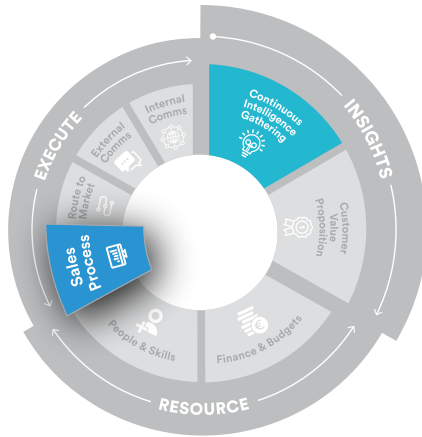 INSIGHTS
Continuous
Intelligence
Gathering
Customer
Value
Proposition
RESOURCE
Finance & Budgets
People & Skills
EXECUTE
Sales
Process
Route to
Market
External
Comms
Internal
Comms